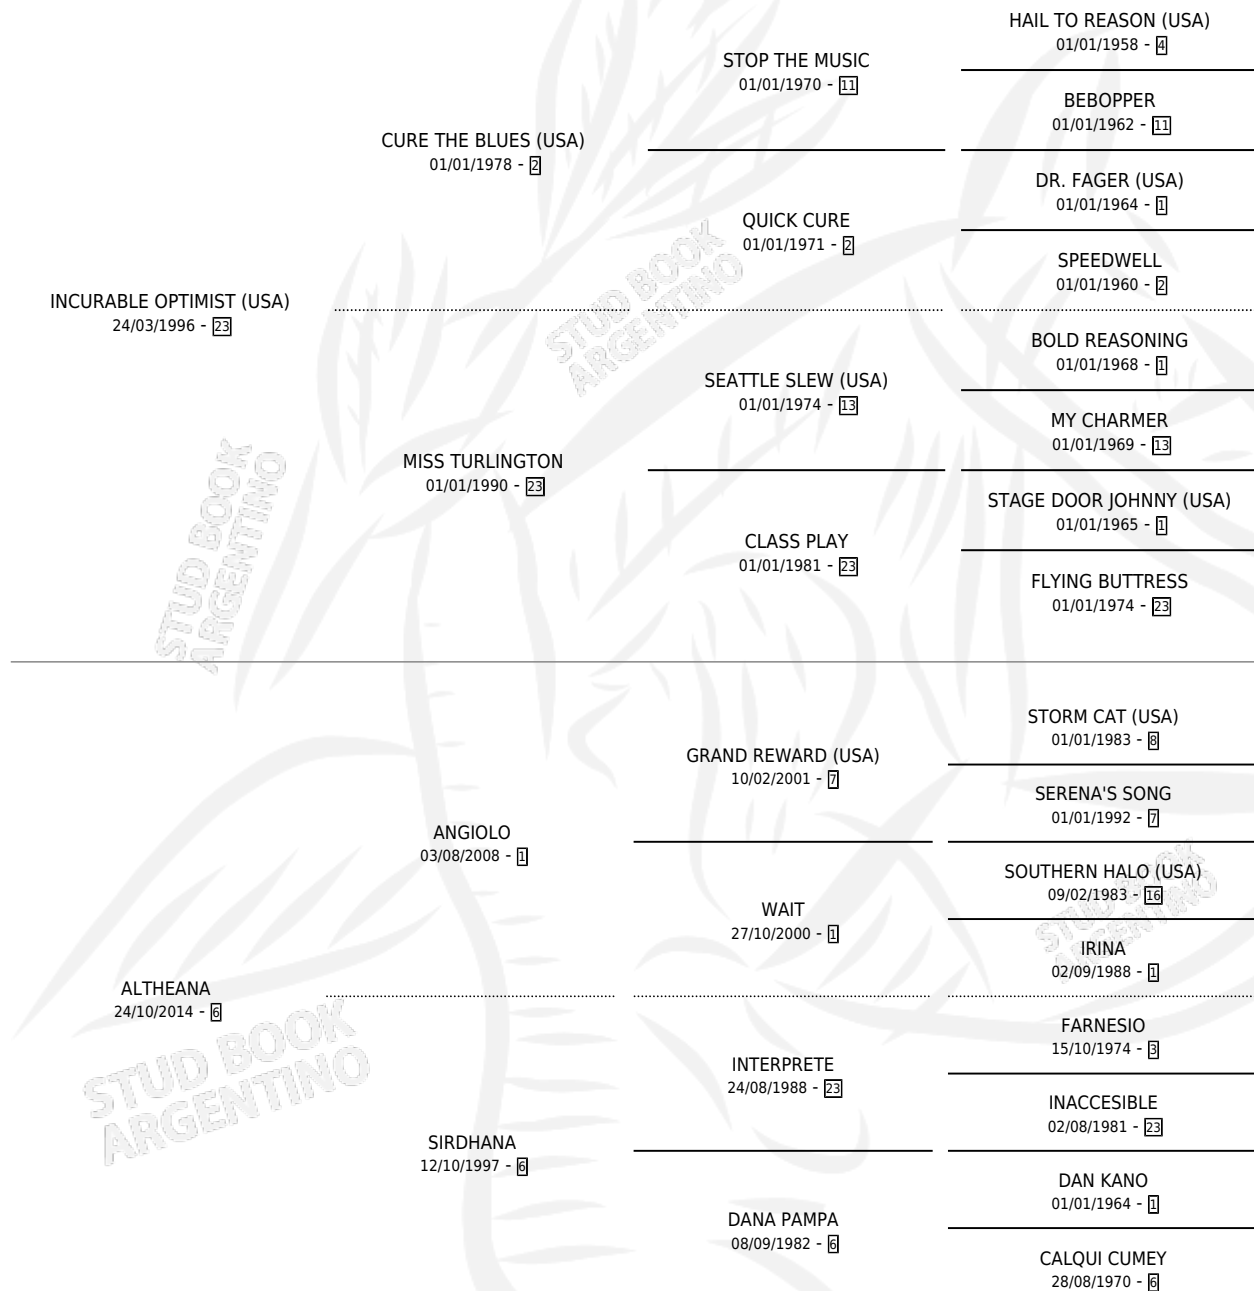 HAIL TO REASON (USA)
01/01/1958 - 4
STOP THE MUSIC
01/01/1970 - 11
BEBOPPER
01/01/1962 - 11
CURE THE BLUES (USA)
01/01/1978 - 2
DR. FAGER (USA)
01/01/1964 - 1
QUICK CURE
01/01/1971 - 2
SPEEDWELL
01/01/1960 - 2
INCURABLE OPTIMIST (USA)
24/03/1996 - 23
BOLD REASONING
01/01/1968 - 1
SEATTLE SLEW (USA)
01/01/1974 - 13
MY CHARMER
01/01/1969 - 13
MISS TURLINGTON
01/01/1990 - 23
STAGE DOOR JOHNNY (USA)
01/01/1965 - 1
CLASS PLAY
01/01/1981 - 23
FLYING BUTTRESS
01/01/1974 - 23
STORM CAT (USA)
01/01/1983 - 8
GRAND REWARD (USA)
10/02/2001 - 7
SERENA'S SONG
01/01/1992 - 7
ANGIOLO
03/08/2008 - 1
SOUTHERN HALO (USA)
09/02/1983 - 16
WAIT
27/10/2000 - 1
IRINA
02/09/1988 - 1
ALTHEANA
24/10/2014 - 6
FARNESIO
15/10/1974 - 3
INTERPRETE
24/08/1988 - 23
INACCESIBLE
02/08/1981 - 23
SIRDHANA
12/10/1997 - 6
DAN KANO
01/01/1964 - 1
DANA PAMPA
08/09/1982 - 6
CALQUI CUMEY
28/08/1970 - 6
STUD BOOK
ARGENTINO
STUD BOOK
ARGENTINO
STUD BOOK
ARGENTINO
STUD BOOK
ARGENTINO